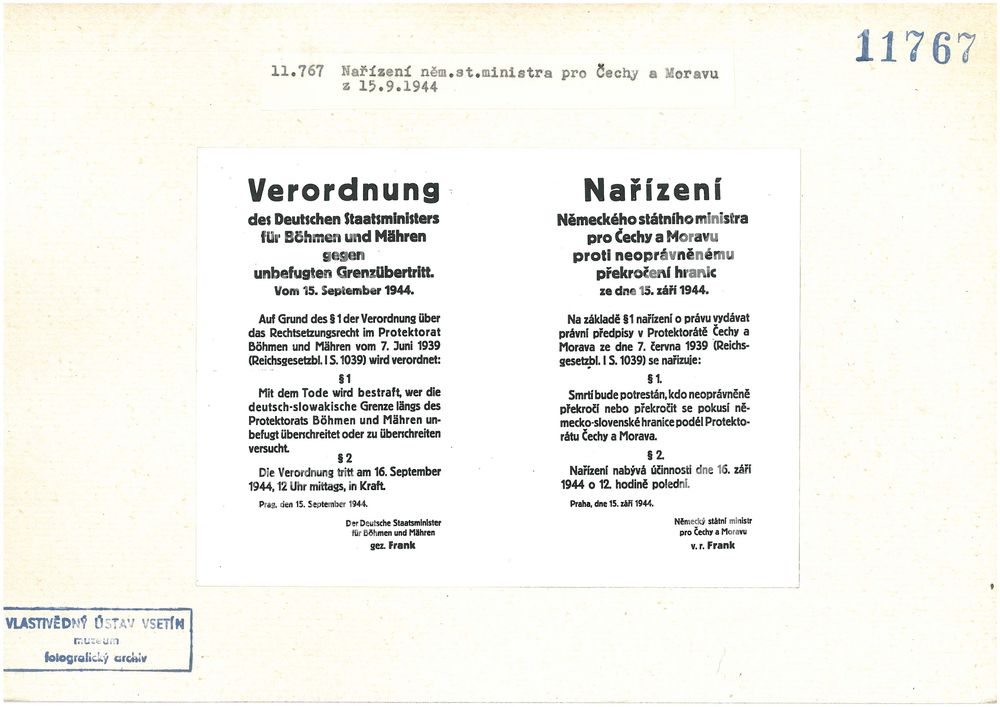 11767
11.767 Nařízení něm.st.ministra pro Čechy a Moravu
z 15.9.1944
Verordnung
des Deutschen Staatsministers
für Böhmen und Mähren
gegen
unbefugten Grenzübertritt.
Vom 15. September 1944.
Auf Grund des § 1 der Verordnung über
das Rechtsetzungsrecht im Protektorat
Böhmen und Mähren vom 7. Juni 1939
(Reichsgesetzbl. I S. 1039) wird verordnet:
§ 1
Mit dem Tode wird bestraft, wer die
deutsch-slowakische Grenze längs des
Protektorats Böhmen und Mähren un-
befugt überschreitet oder zu überschreiten
versucht.
§ 2
Die Verordnung tritt am 16. September
1944, 12 Uhr mittags, in Kraft.
Prag, den 15. September 1944.
Der Deutsche Staatsminister
für Böhmen und Mähren
gez. Frank
Nařízení
Německého státního ministra
pro Čechy a Moravu
proti neoprávněnému
překročení hranic
ze dne 15. září 1944.
Na základě § 1 nařízení o právu vydávat
právní předpisy v Protektorátě Čechy a
Morava ze dne 7. června 1939 (Reichs-
gesetzbl. I S. 1039) se nařizuje:
§ 1.
Smrtí bude potrestán, kdo neoprávněně
překročí nebo překročit se pokusí ně-
mecko-slovenské hranice podél Protekto-
rátu Čechy a Morava.
§ 2.
Nařízení nabývá účinnosti dne 16. září
1944 o 12. hodině polední.
Praha, dne 15. září 1944.
Německý státní ministr
pro Čechy a Moravu
v. r. Frank
VLASTIVĚDNÝ ÚSTAV VSETÍN
muzeum
fotografický archiv